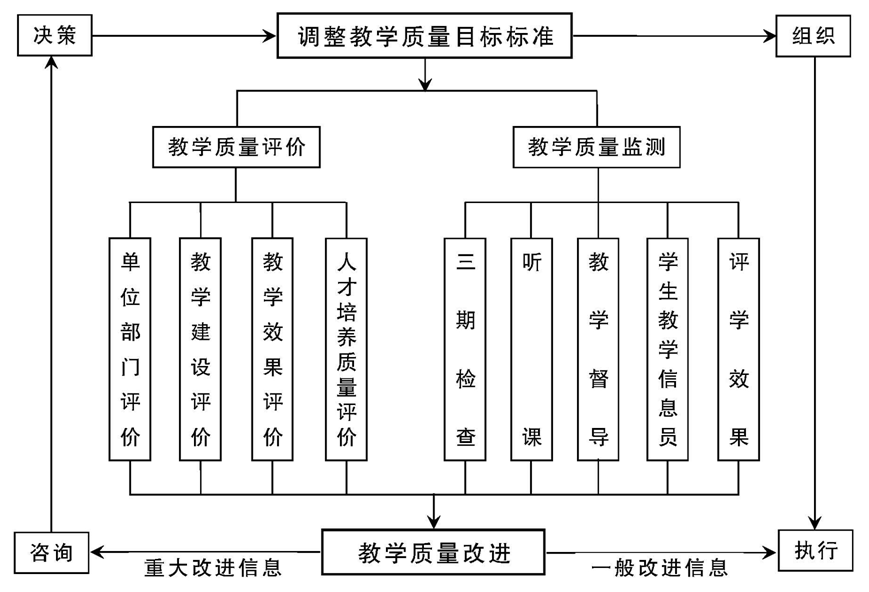 决策
调整教学质量目标标准
组织
教学质量评价
教学质量监测
单位部门评价
教学建设评价
教学效果评价
人才培养质量评价
三期检查
听课
教学督导
学生教学信息员
评学效果
咨询
重大改进信息
教学质量改进
一般改进信息
执行